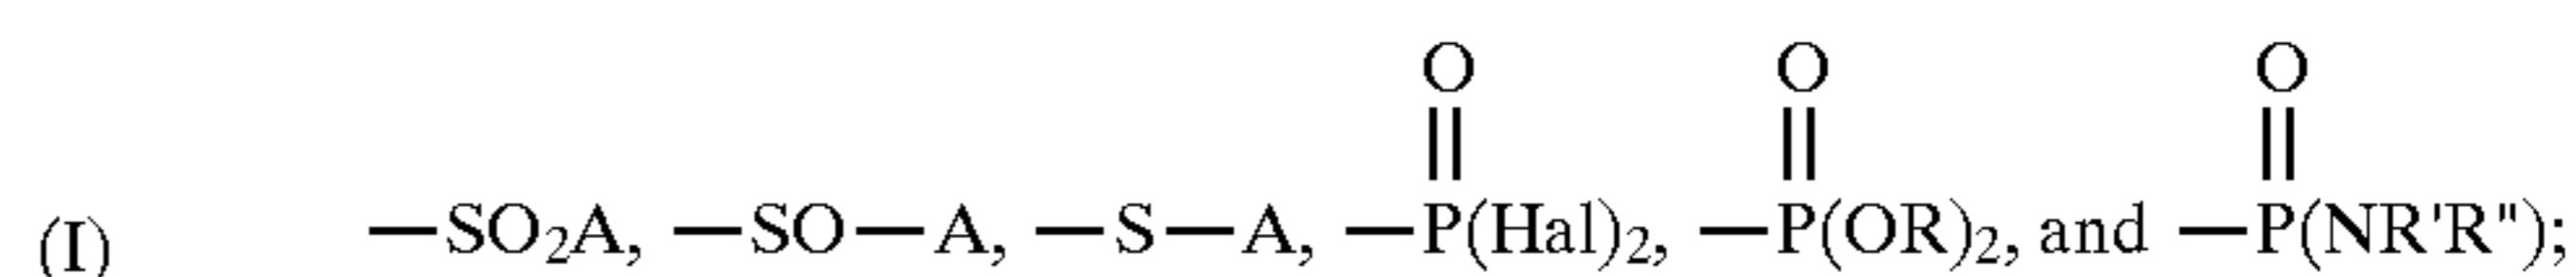 O O O
(I) —SO₂A, —SO—A, —S—A, —P(Hal)₂, —P(OR)₂, and —P(NR'R");